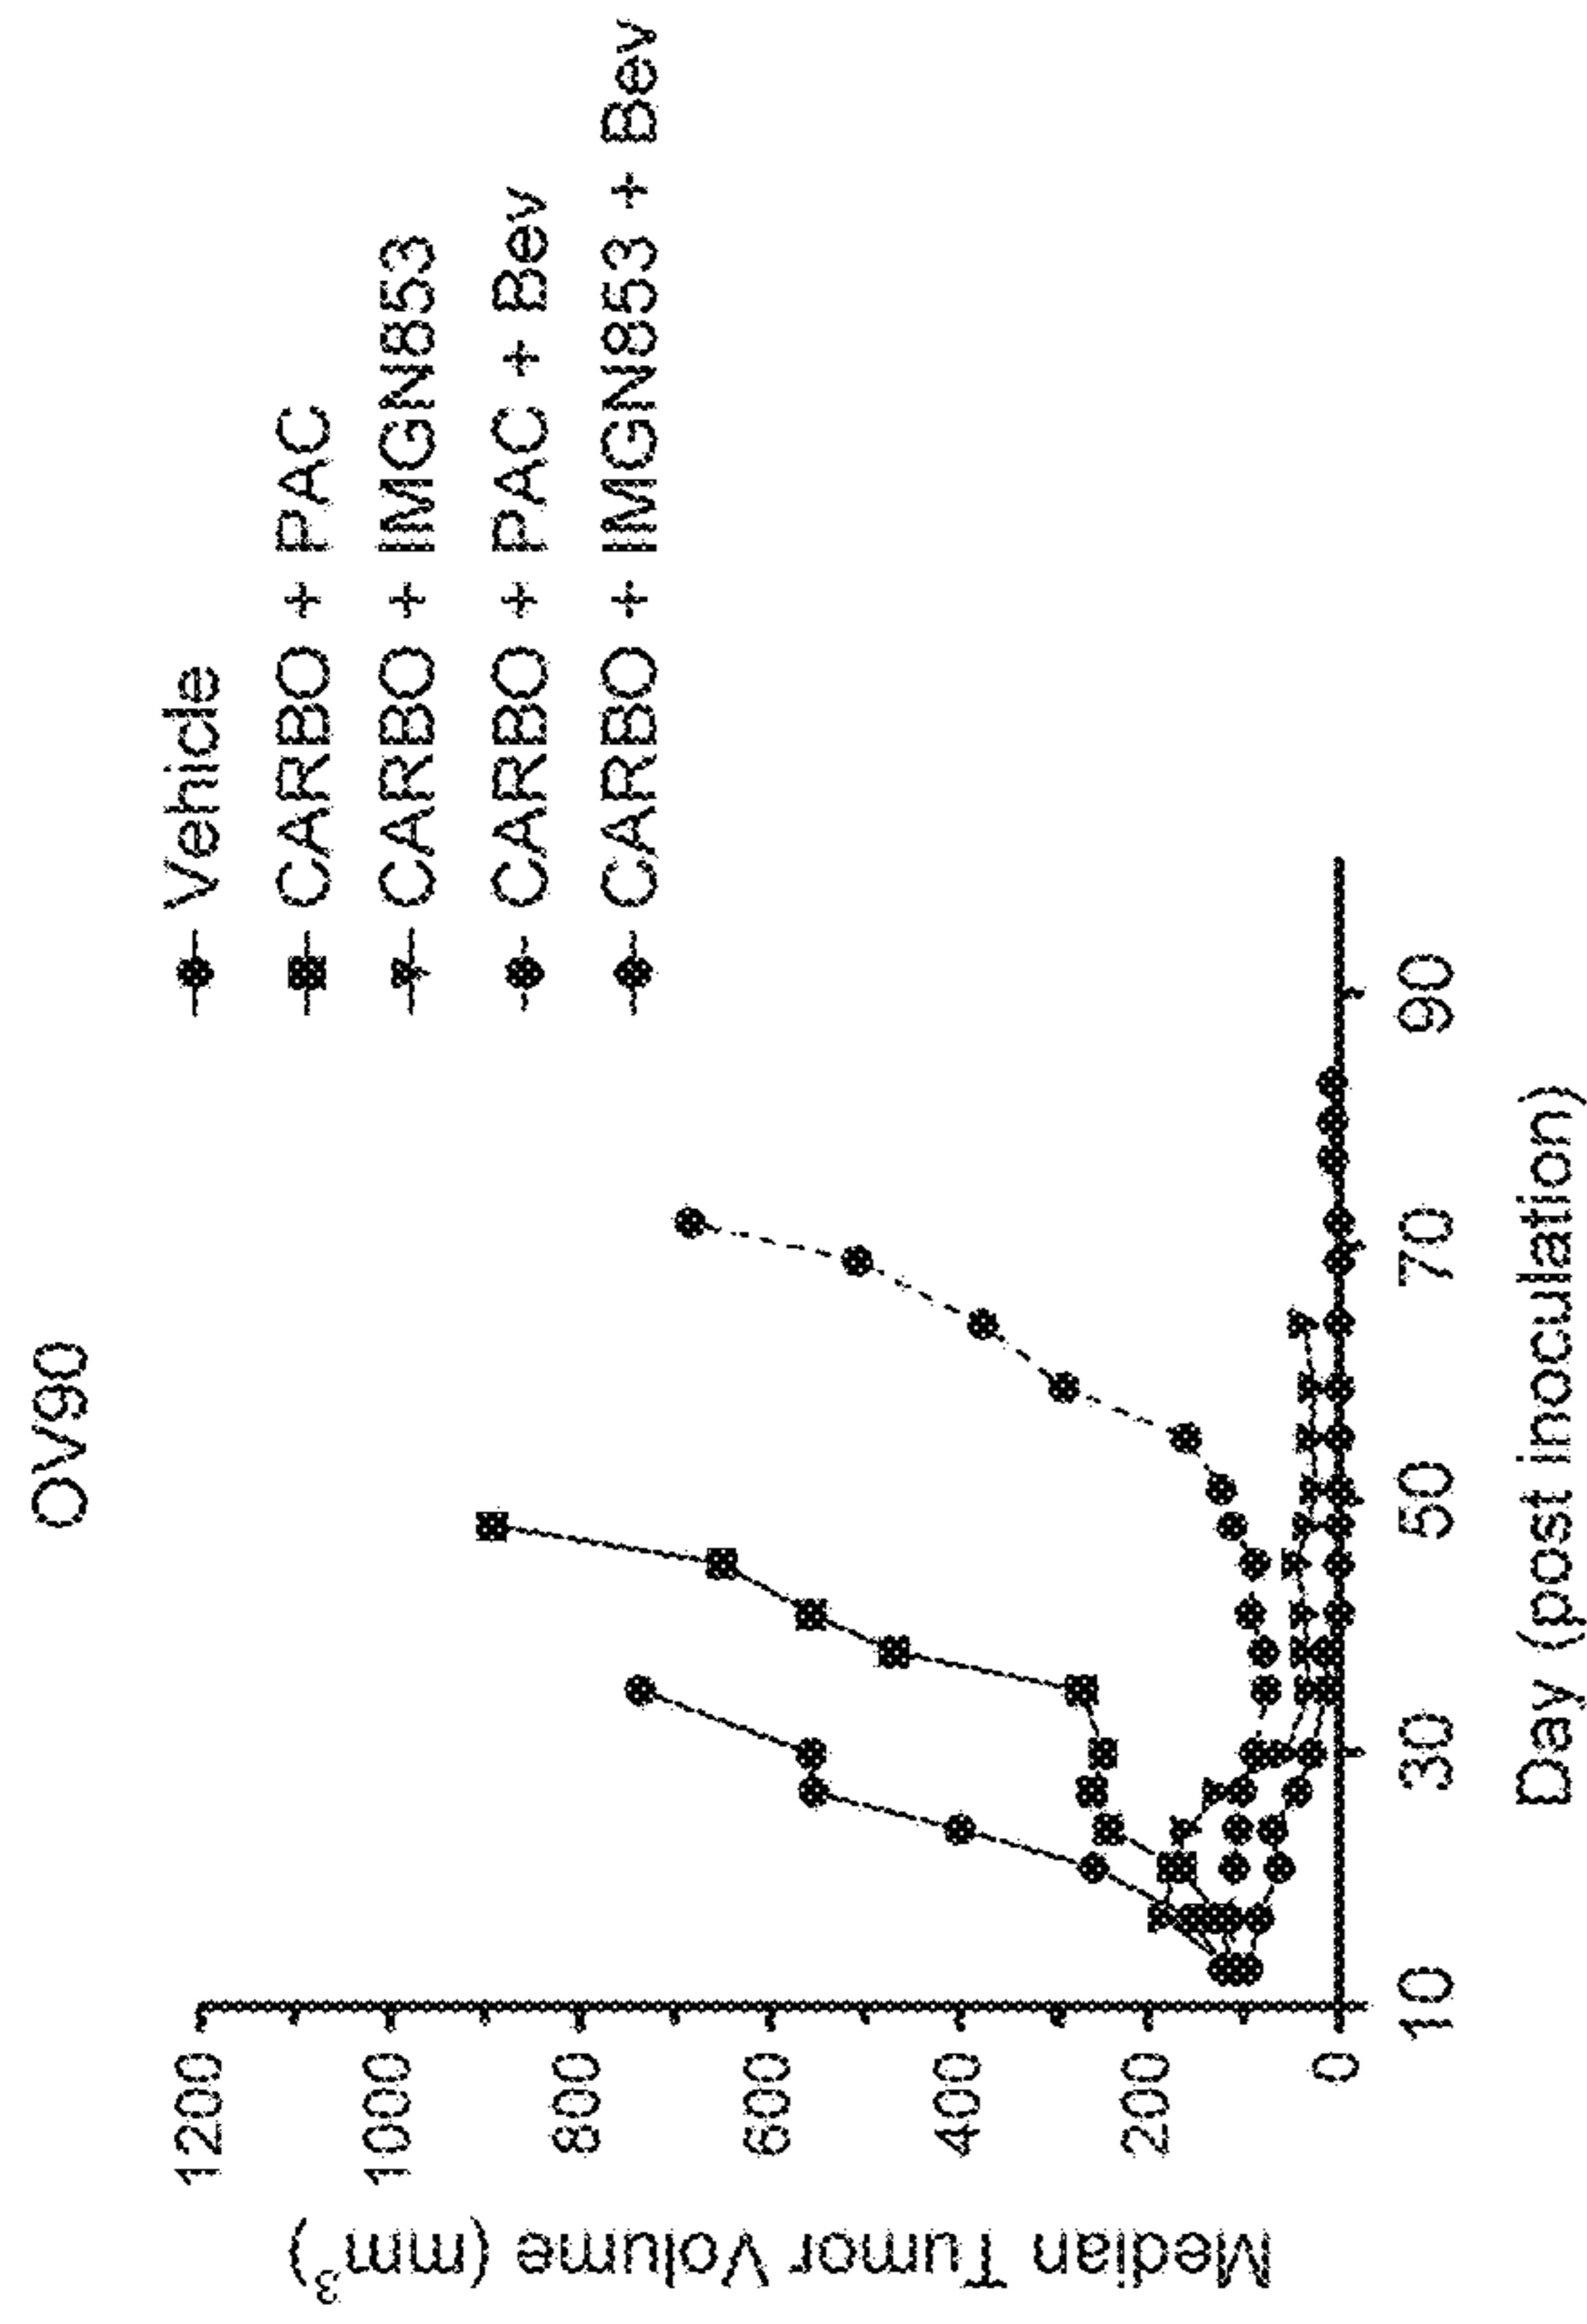 OV90
Vehicle
CARBO + PAC
CARBO + IMGN853
CARBO + PAC + Bev
CARBO + IMGN853 + Bev
Median Tumor Volume (mm³)
1200
1000
800
600
400
200
0
10
30
50
70
90
Day (post inoculation)